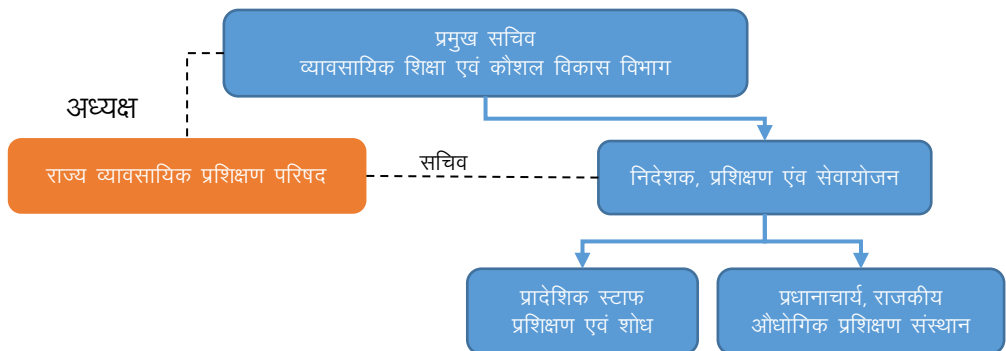 प्रमुख सचिव
व्यावसायिक शिक्षा एवं कौशल विकास विभाग
अध्यक्ष
राज्य व्यावसायिक प्रशिक्षण परिषद
सचिव
निदेशक, प्रशिक्षण एंव सेवायोजन
प्रादेशिक स्टाफ
प्रशिक्षण एवं शोध
प्रधानाचार्य, राजकीय
औधोगिक प्रशिक्षण संस्थान